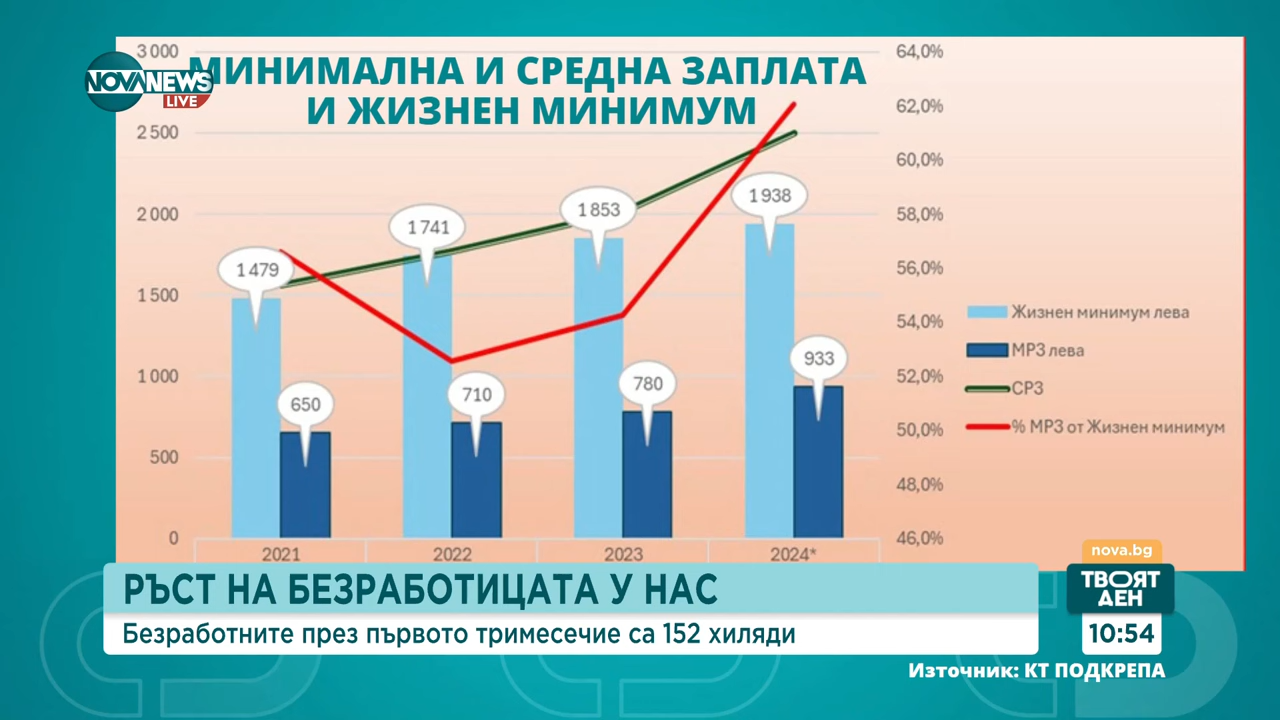 NOVANEWS
LIVE
МИНИМАЛНА И СРЕДНА ЗАПЛАТА
И ЖИЗНЕН МИНИМУМ
3 000
2 500
2 000
1 500
1 000
500
0
64,0%
62,0%
60,0%
58,0%
56,0%
54,0%
52,0%
50,0%
48,0%
46,0%
1 479
1 741
1 853
1 938
650
710
780
933
2021
2022
2023
2024*
Жизнен минимум лева
МРЗ лева
СРЗ
% МРЗ от Жизнен минимум
РЪСТ НА БЕЗРАБОТИЦАТА У НАС
Безработните през първото тримесечие са 152 хиляди
nova.bg
ТВОЯТ
ДЕН
10:54
Източник: КТ ПОДКРЕПА